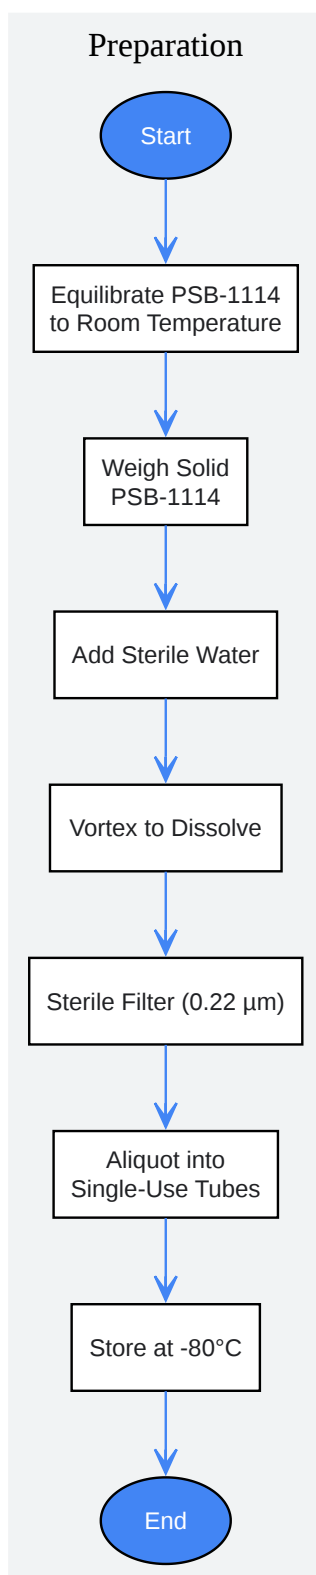 Preparation
Start
Equilibrate PSB-1114
to Room Temperature
Weigh Solid
PSB-1114
Add Sterile Water
Vortex to Dissolve
Sterile Filter (0.22 µm)
Aliquot into
Single-Use Tubes
Store at -80°C
End